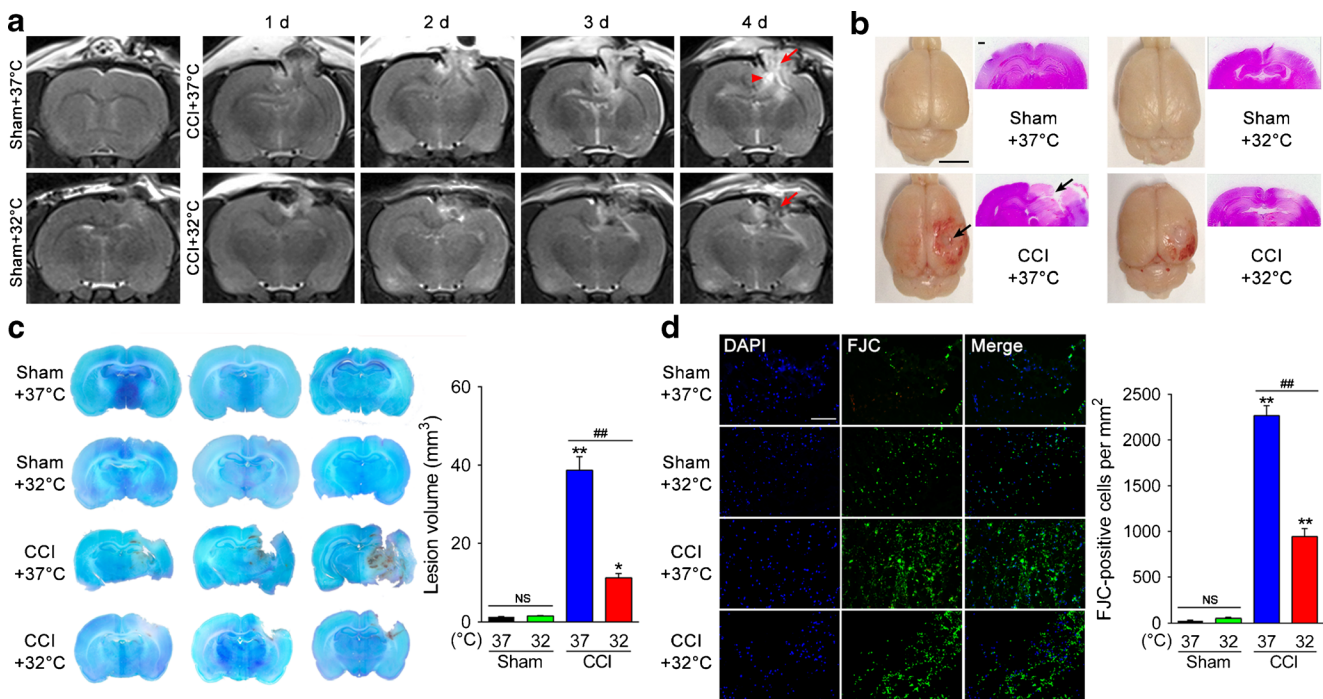 a
1 d
2 d
3 d
4 d
Sham+37°C
CCI+37°C
Sham+32°C
CCI+32°C
b
Sham
+37°C
Sham
+32°C
CCI
+37°C
CCI
+32°C
c
Sham
+37°C
Sham
+32°C
CCI
+37°C
CCI
+32°C
Lesion volume (mm3)
60
40
20
0
NS
**
*
##
(°C) 37 32 37 32
Sham CCI
d
DAPI FJC Merge
Sham
+37°C
Sham
+32°C
CCI
+37°C
CCI
+32°C
FJC-positive cells per mm2
2500
2000
1500
1000
500
0
NS
**
**
##
(°C) 37 32 37 32
Sham CCI